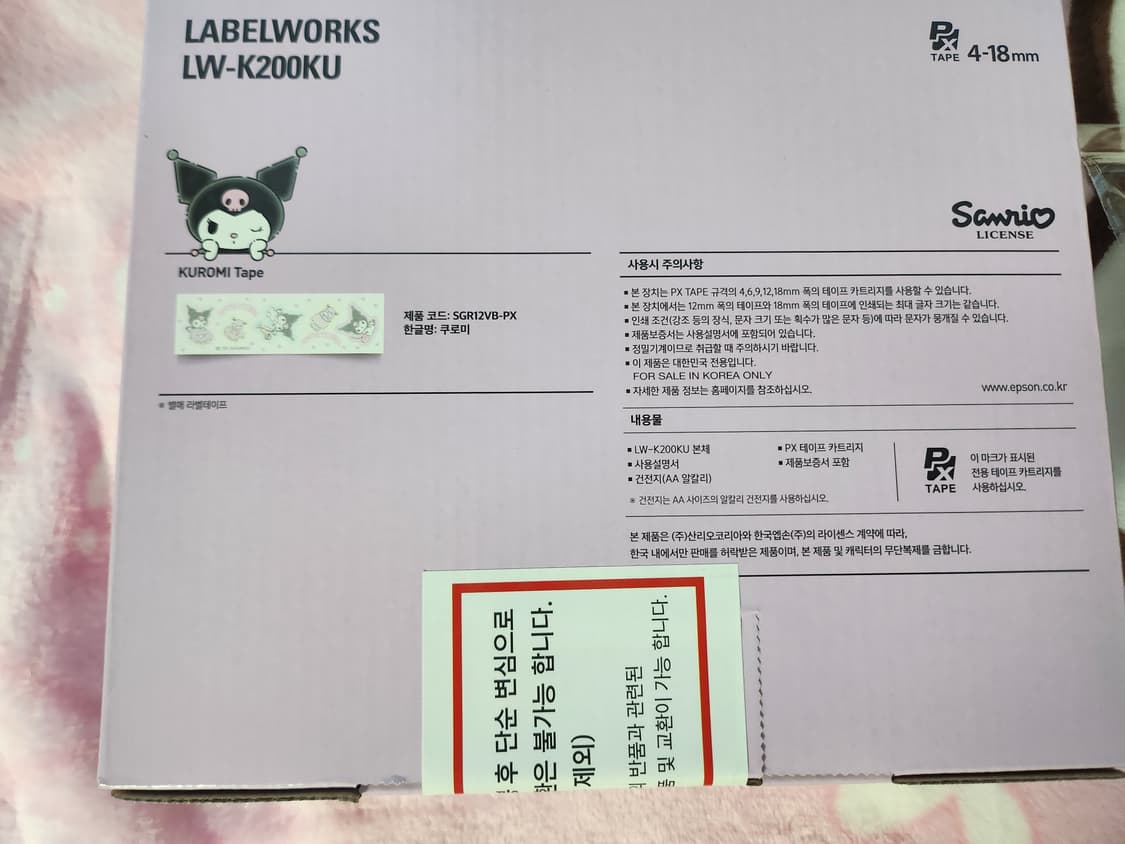 LABELWORKS
LW-K200KU
PX
TAPE 4-18mm
KUROMI Tape
제품 코드: SGR12VB-PX
한글명: 쿠로미
※ 별매 라벨테이프
Sanrio
LICENSE
사용시 주의사항
▪ 본 장치는 PX TAPE 규격의 4,6,9,12,18mm 폭의 테이프 카트리지를 사용할 수 있습니다.
▪ 본 장치에서는 12mm 폭의 테이프와 18mm 폭의 테이프에 인쇄되는 최대 글자 크기는 같습니다.
▪ 인쇄 조건(강조 등의 장식, 문자 크기 또는 획수가 많은 문자 등)에 따라 문자가 뭉개질 수 있습니다.
▪ 제품보증서는 사용설명서에 포함되어 있습니다.
▪ 정밀기계이므로 취급할 때 주의하시기 바랍니다.
▪ 이 제품은 대한민국 전용입니다.
FOR SALE IN KOREA ONLY
▪ 자세한 제품 정보는 홈페이지를 참조하십시오.
www.epson.co.kr
내용물
▪ LW-K200KU 본체
▪ 사용설명서
▪ 건전지(AA 알칼리)
▪ PX 테이프 카트리지
▪ 제품보증서 포함
※ 건전지는 AA 사이즈의 알칼리 건전지를 사용하십시오.
PX
TAPE
이 마크가 표시된
전용 테이프 카트리지를
사용하십시오.
본 제품은 (주)산리오코리아와 한국엡손(주)의 라이센스 계약에 따라,
한국 내에서만 판매를 허락받은 제품이며, 본 제품 및 캐릭터의 무단복제를 금합니다.
후 단순 변심으로
불가능 합니다.
제외)
반품과 관련된
및 교환이 가능 합니다.